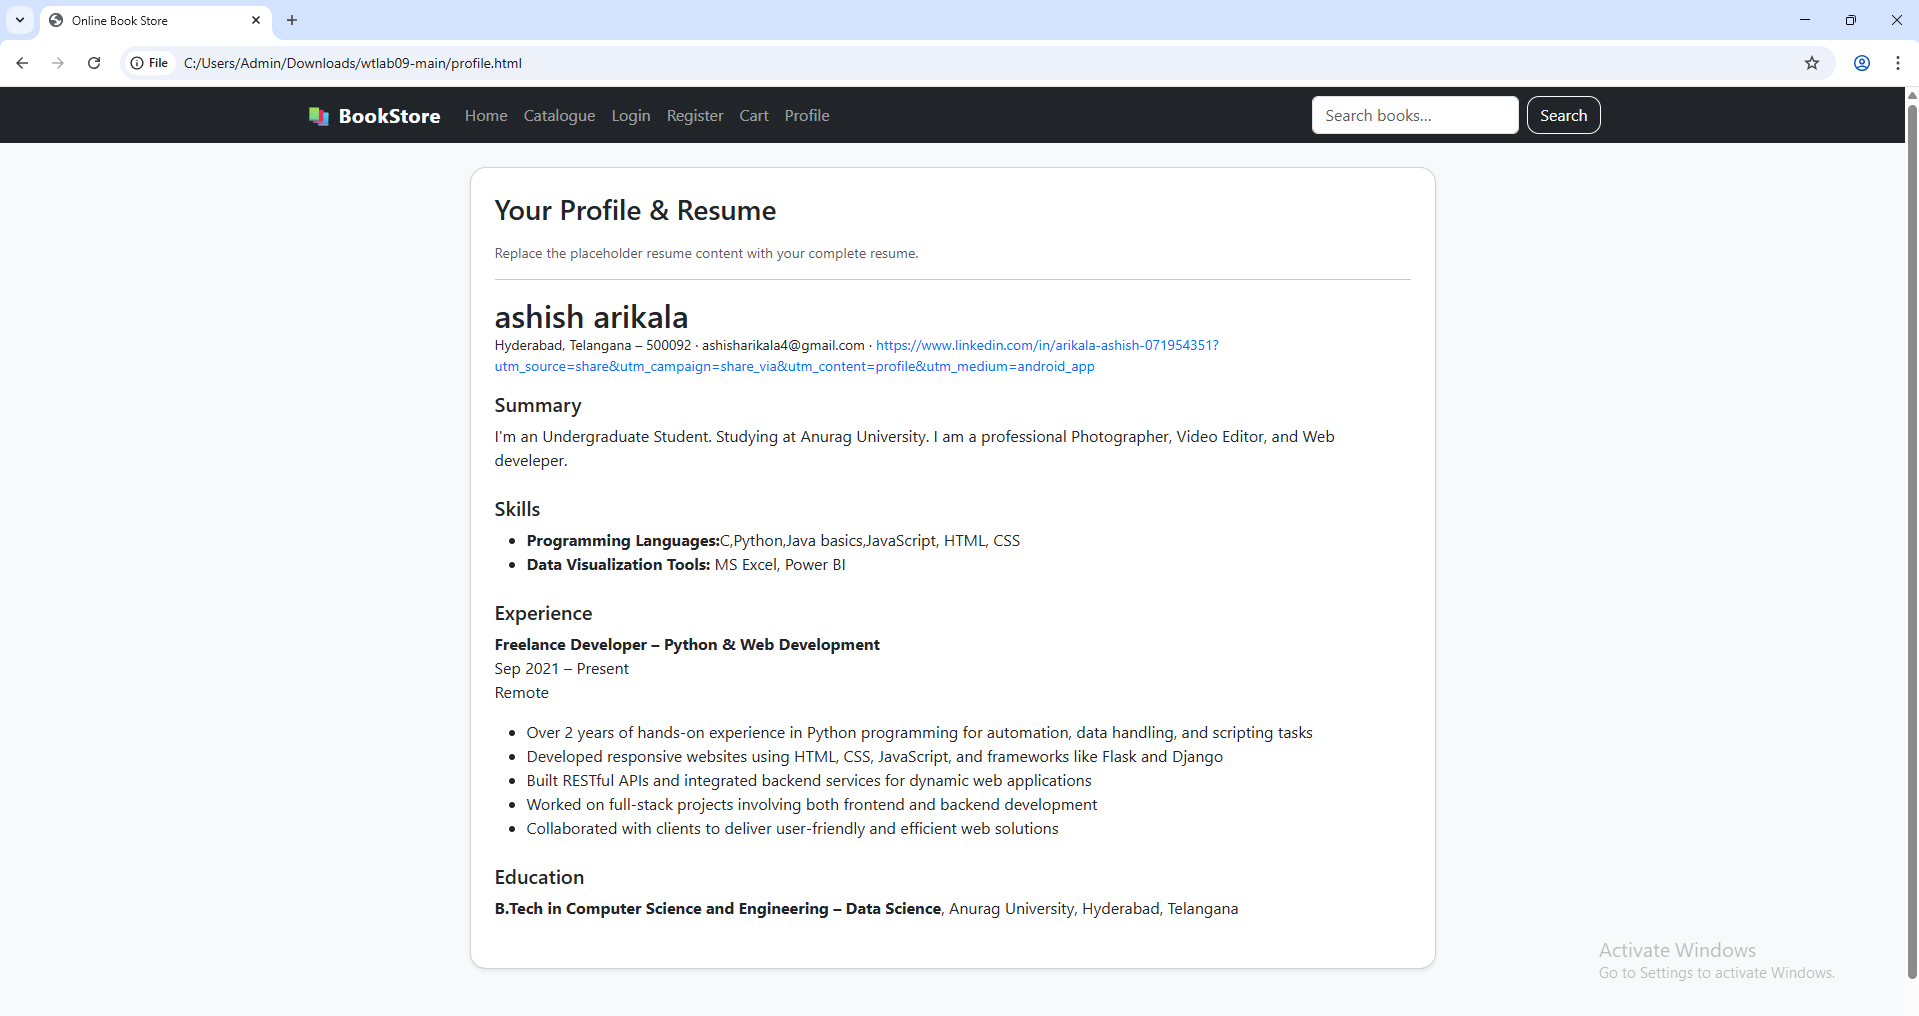 Online Book Store
File C:/Users/Admin/Downloads/wtlab09-main/profile.html
BookStore Home Catalogue Login Register Cart Profile Search books... Search
Your Profile & Resume
Replace the placeholder resume content with your complete resume.
ashish arikala
Hyderabad, Telangana – 500092 · ashisharikala4@gmail.com · https://www.linkedin.com/in/arikala-ashish-071954351?
utm_source=share&utm_campaign=share_via&utm_content=profile&utm_medium=android_app
Summary
I'm an Undergraduate Student. Studying at Anurag University. I am a professional Photographer, Video Editor, and Web
develeper.
Skills
• Programming Languages:C,Python,Java basics,JavaScript, HTML, CSS
• Data Visualization Tools: MS Excel, Power BI
Experience
Freelance Developer – Python & Web Development
Sep 2021 – Present
Remote
• Over 2 years of hands-on experience in Python programming for automation, data handling, and scripting tasks
• Developed responsive websites using HTML, CSS, JavaScript, and frameworks like Flask and Django
• Built RESTful APIs and integrated backend services for dynamic web applications
• Worked on full-stack projects involving both frontend and backend development
• Collaborated with clients to deliver user-friendly and efficient web solutions
Education
B.Tech in Computer Science and Engineering – Data Science, Anurag University, Hyderabad, Telangana
Activate Windows
Go to Settings to activate Windows.